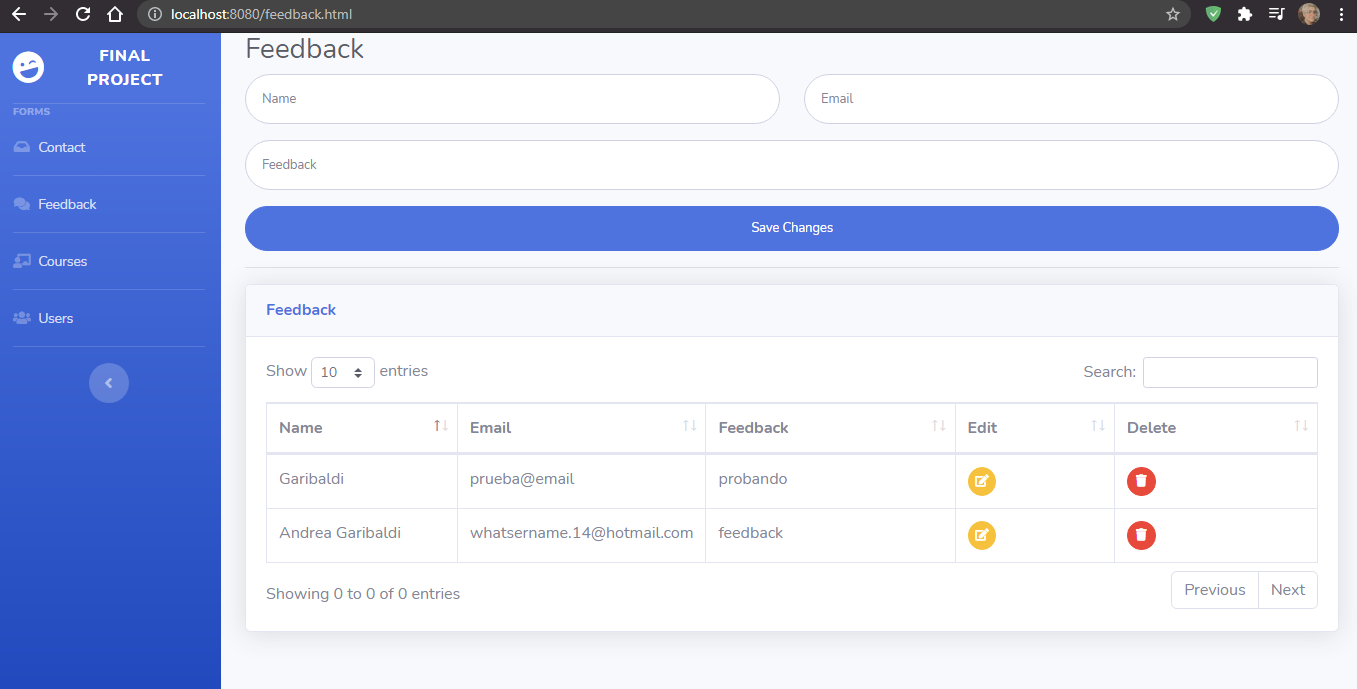 localhost:8080/feedback.html
FINAL
PROJECT
FORMS
Contact
Feedback
Courses
Users
Feedback
Name Email
Feedback
Save Changes
Feedback
Show 10 entries Search:
Name Email Feedback Edit Delete
Garibaldi prueba@email probando
Andrea Garibaldi whatsername.14@hotmail.com feedback
Showing 0 to 0 of 0 entries Previous Next